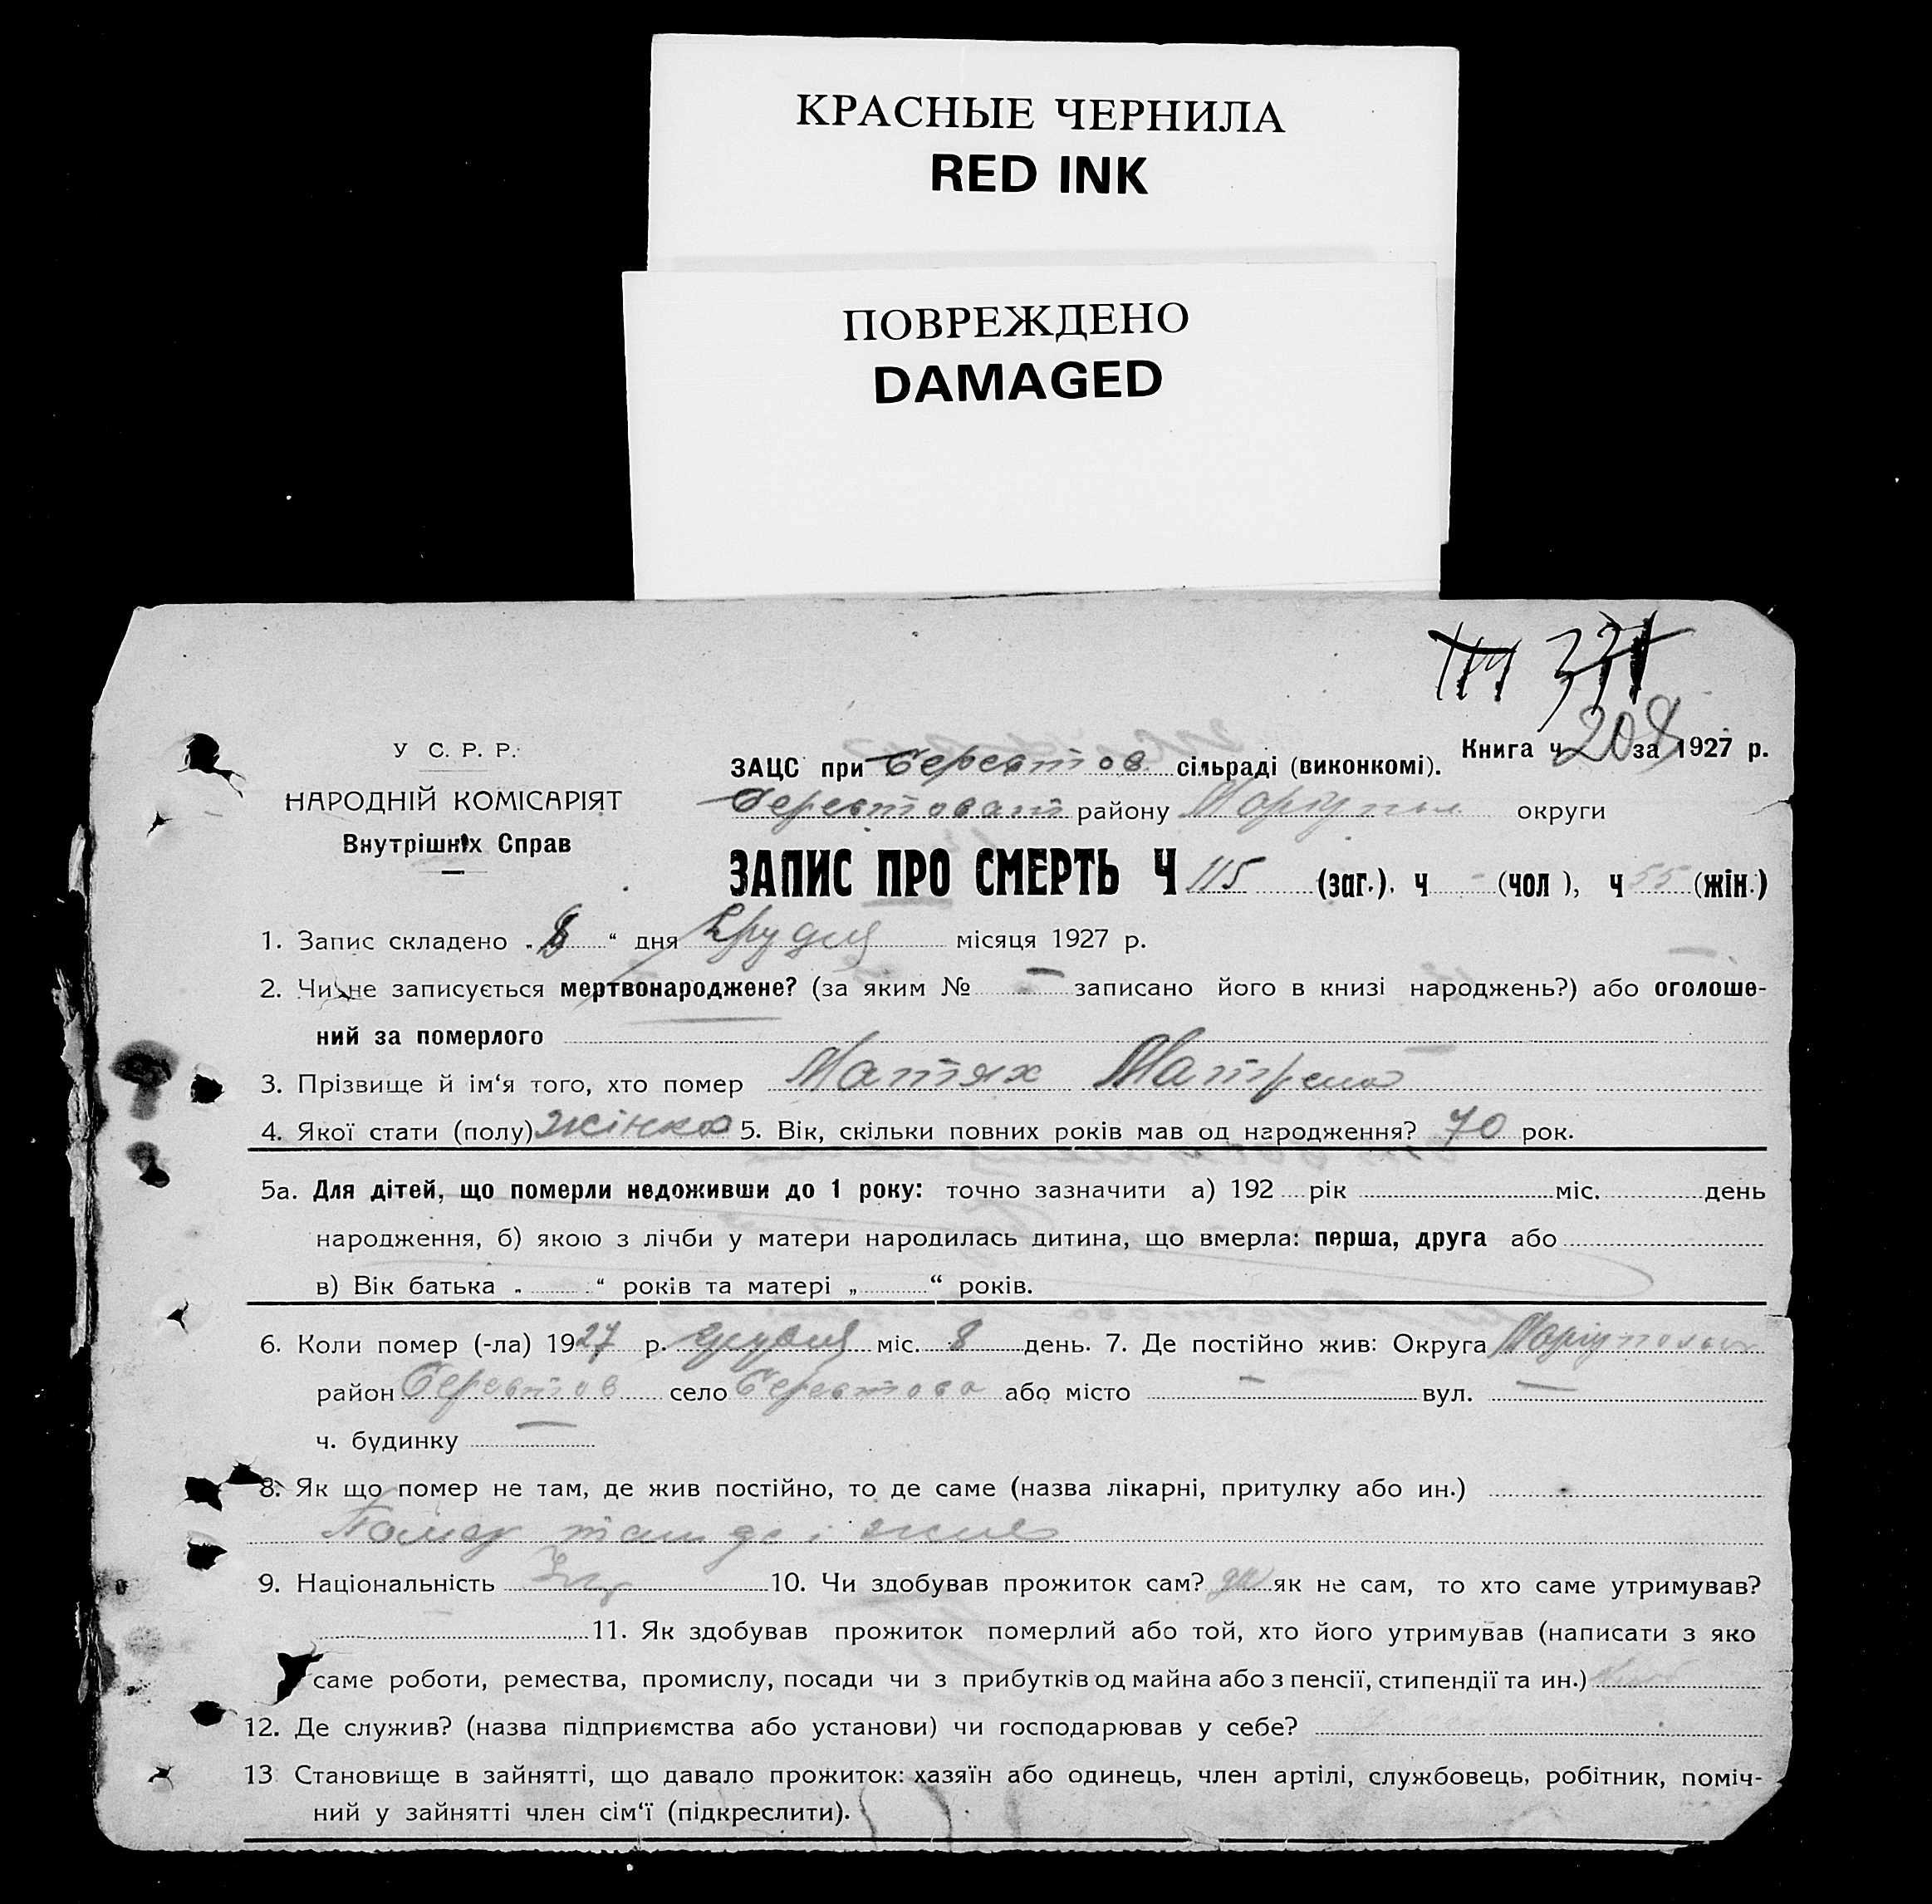 КРАСНЫЕ ЧЕРНИЛА
RED INK
ПОВРЕЖДЕНО
DAMAGED
Книга ч 208 за 1927 р.
У С. Р. Р.
ЗАЦС при Берестов сільраді (виконкомі).
НАРОДНІЙ КОМІСАРІЯТ
району округи
Внутрішніх Справ
ЗАПИС ПРО СМЕРТЬ Ч 115 (заг.). ч - (чол ), ч 55 (жін.)
1. Запис складено „8“ дня Грудня місяця 1927 р.
2. Чи не записується мертвонароджене? (за яким № — записано його в книзі народжень?) або оголоше-
ний за померлого
3. Прізвище й ім‘я того, хто помер Матях Матрена
4. Якої стати (полу) Жінка 5. Вік, скільки повних років мав од народження? 70 рок.
5а. Для дітей, що померли недоживши до 1 року: точно зазначити а) 192 рік міс. день
народження, б) якою з лічби у матери народилась дитина, що вмерла: перша, друга або
в) Вік батька „ “ років та матері „ “ років.
6. Коли помер (-ла) 1927 р. грудня міс. 8 день. 7. Де постійно жив: Округа
район Берестов село Берестова або місто — вул. —
ч. будинку —
8. Як що помер не там, де жив постійно, то де саме (назва лікарні, притулку або ин.)
Помер там де і жив
9. Національність Укр 10. Чи здобував прожиток сам? да як не сам, то хто саме утримував?
11. Як здобував прожиток померлий або той, хто його утримував (написати з яко
саме роботи, ремества, промислу, посади чи з прибутків од майна або з пенсії, стипендії та ин.)
12. Де служив? (назва підприємства або установи) чи господарював у себе?
13 Становище в зайнятті, що давало прожиток: хазяїн або одинець, член артілі, службовець, робітник, поміч-
ний у зайнятті член сім‘ї (підкреслити).